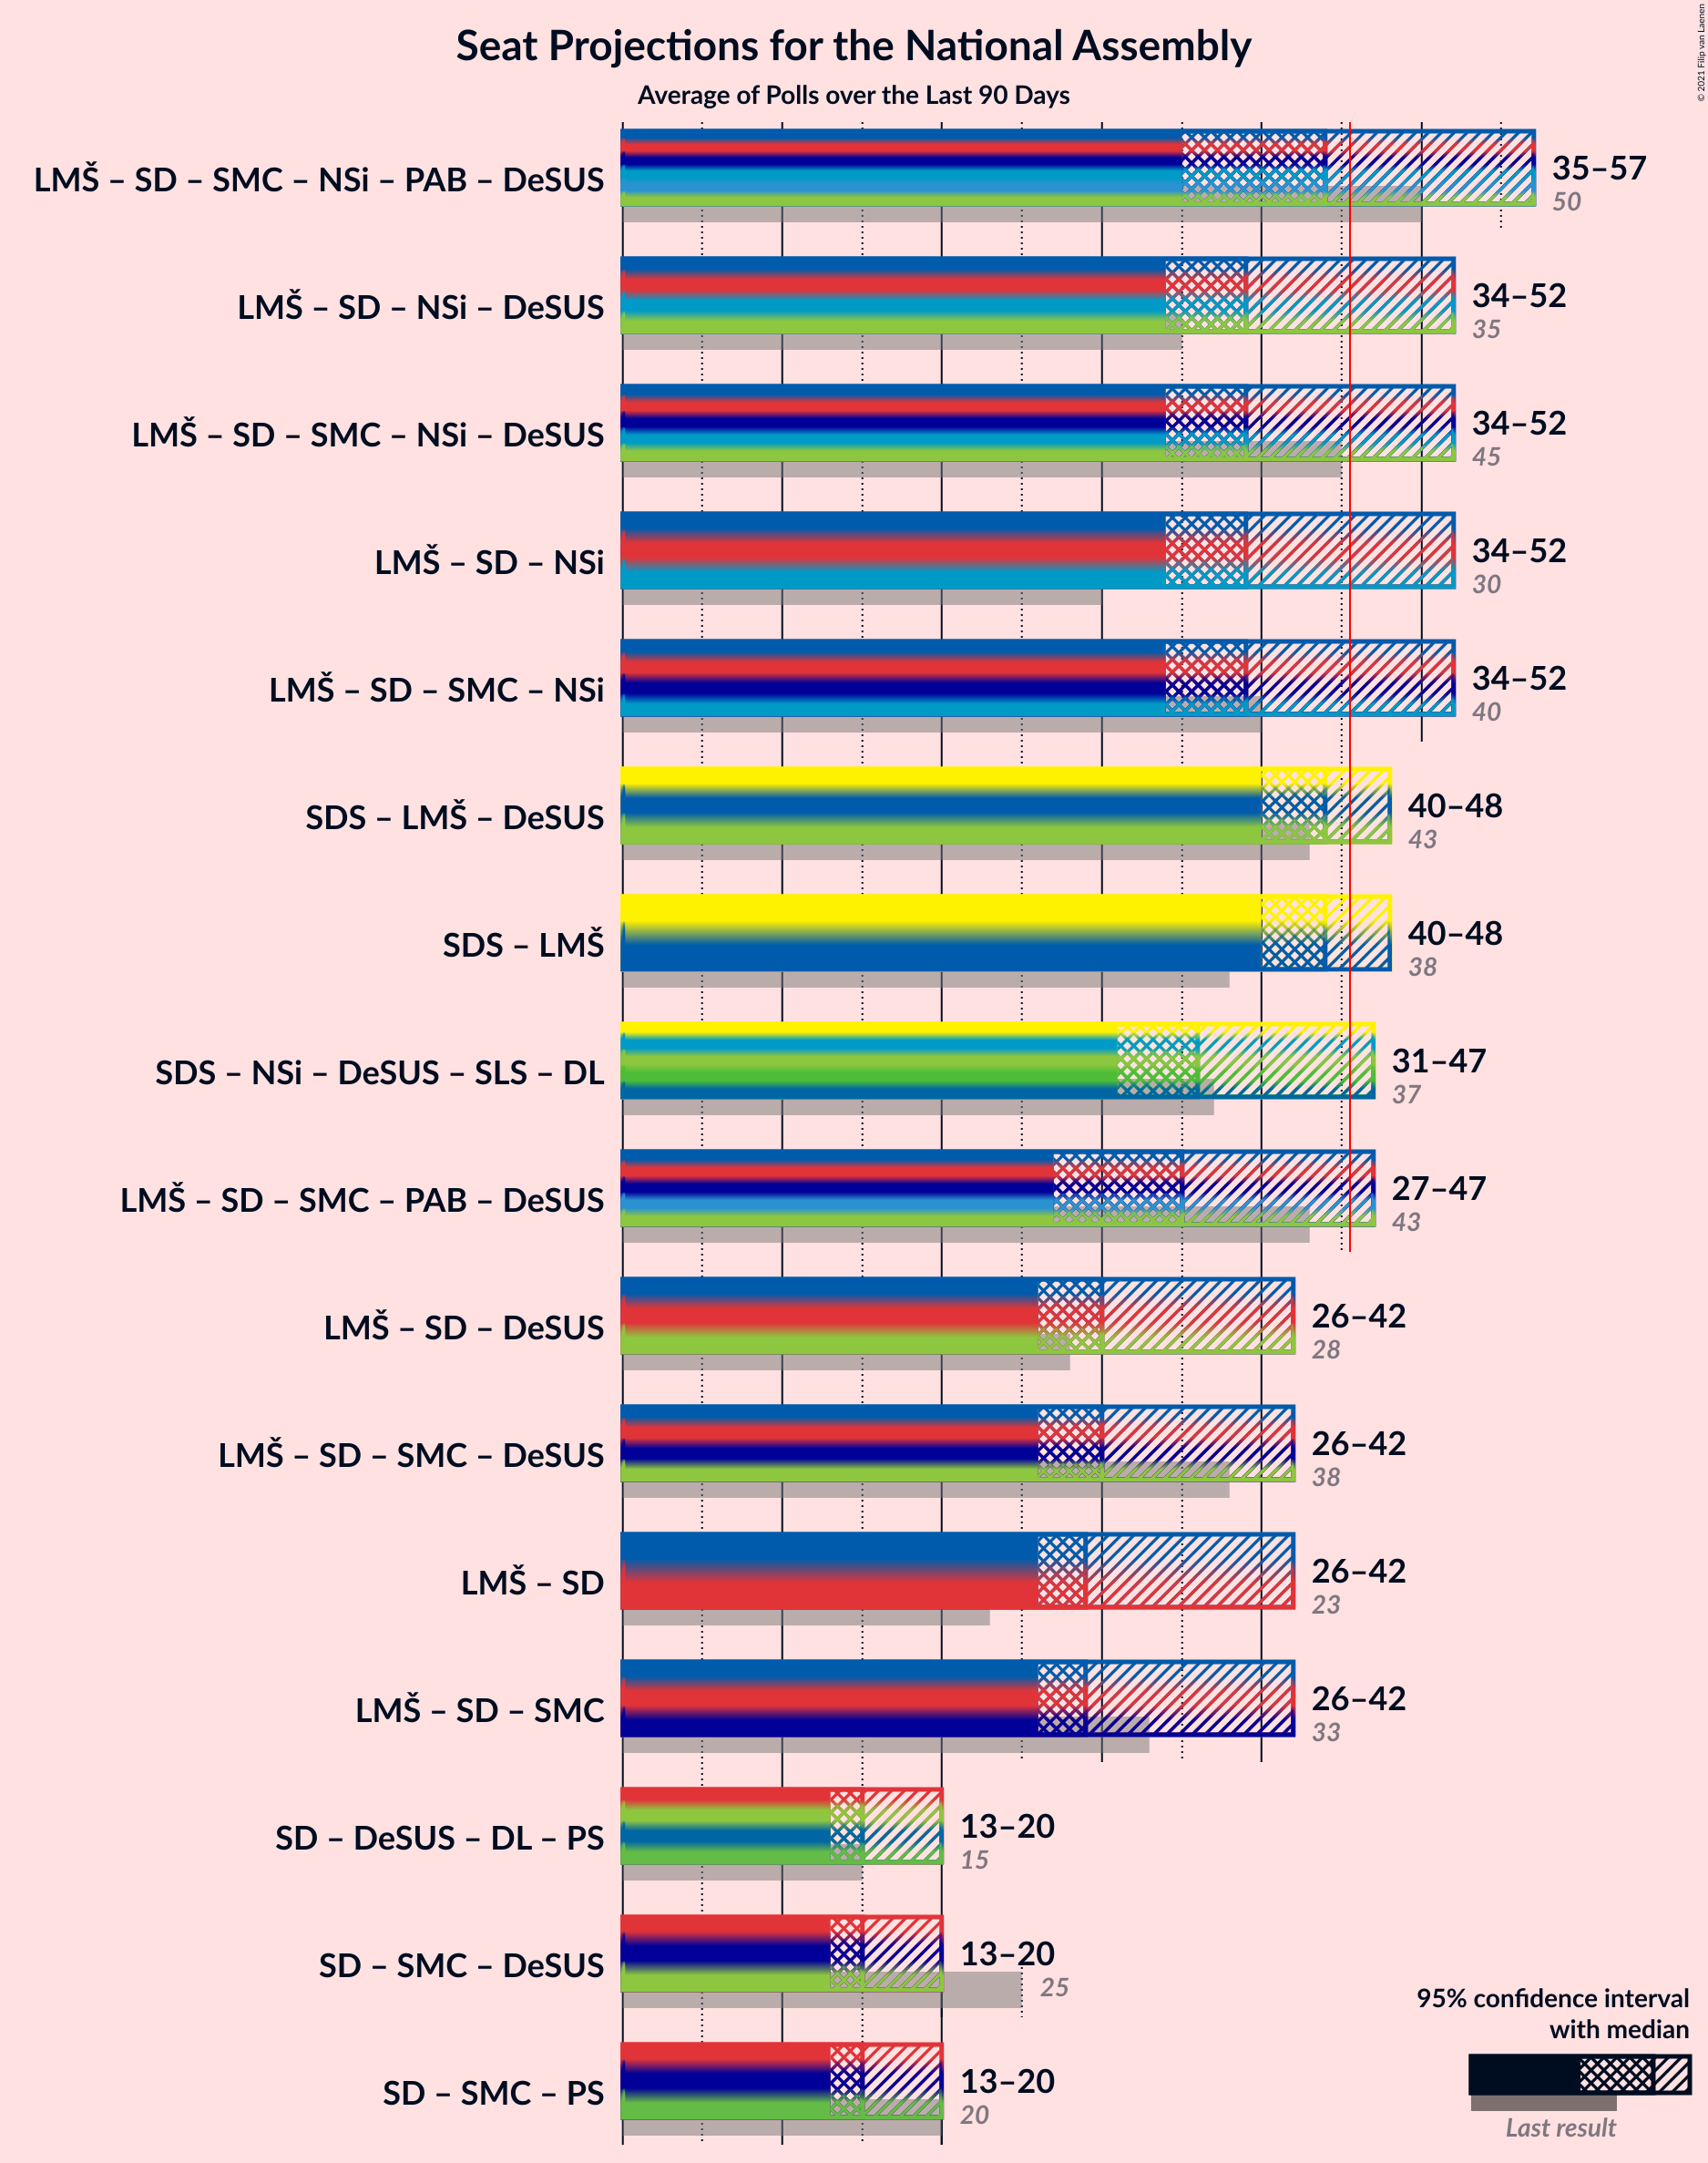 Seat Projections for the National Assembly
Average of Polls over the Last 90 Days
© 2021 Filip van Laenen
LMŠ – SD – SMC – NSi – PAB – DeSUS
35–57
50
LMŠ – SD – NSi – DeSUS
34–52
35
LMŠ – SD – SMC – NSi – DeSUS
34–52
45
LMŠ – SD – NSi
34–52
30
LMŠ – SD – SMC – NSi
34–52
40
SDS – LMŠ – DeSUS
40–48
43
SDS – LMŠ
40–48
38
SDS – NSi – DeSUS – SLS – DL
31–47
37
LMŠ – SD – SMC – PAB – DeSUS
27–47
43
LMŠ – SD – DeSUS
26–42
28
LMŠ – SD – SMC – DeSUS
26–42
38
LMŠ – SD
26–42
23
LMŠ – SD – SMC
26–42
33
SD – DeSUS – DL – PS
13–20
15
SD – SMC – DeSUS
13–20
25
SD – SMC – PS
13–20
20
95% confidence interval
with median
Last result